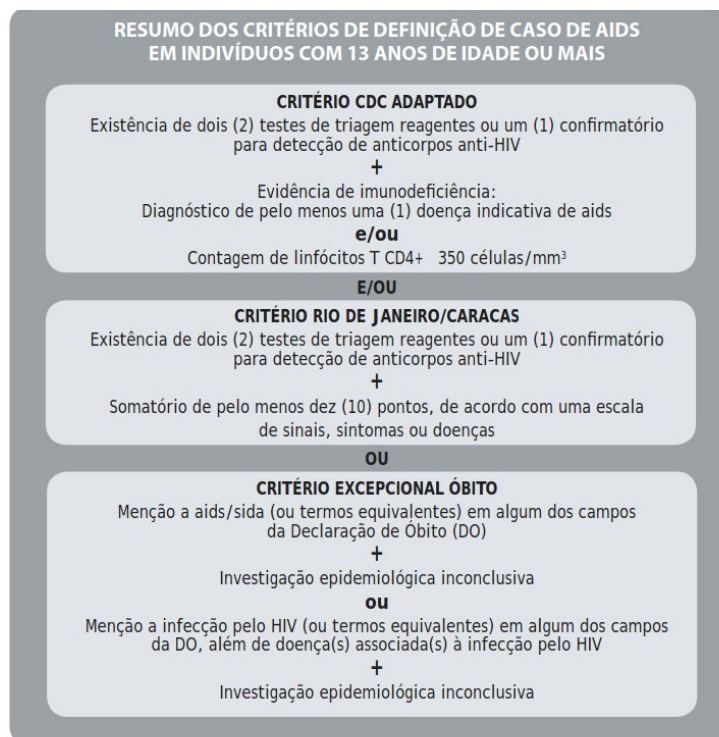 RESUMO DOS CRITÉRIOS DE DEFINIÇÃO DE CASO DE AIDS
EM INDIVÍDUOS COM 13 ANOS DE IDADE OU MAIS
CRITÉRIO CDC ADAPTADO
Existência de dois (2) testes de triagem reagentes ou um (1) confirmatório
para detecção de anticorpos anti-HIV
+
Evidência de imunodeficiência:
Diagnóstico de pelo menos uma (1) doença indicativa de aids
e/ou
Contagem de linfócitos T CD4+ 350 células/mm³
E/OU
CRITÉRIO RIO DE JANEIRO/CARACAS
Existência de dois (2) testes de triagem reagentes ou um (1) confirmatório
para detecção de anticorpos anti-HIV
+
Somatório de pelo menos dez (10) pontos, de acordo com uma escala
de sinais, sintomas ou doenças
OU
CRITÉRIO EXCEPCIONAL ÓBITO
Menção a aids/sida (ou termos equivalentes) em algum dos campos
da Declaração de Óbito (DO)
+
Investigação epidemiológica inconclusiva
ou
Menção a infecção pelo HIV (ou termos equivalentes) em algum dos campos
da DO, além de doença(s) associada(s) à infecção pelo HIV
+
Investigação epidemiológica inconclusiva